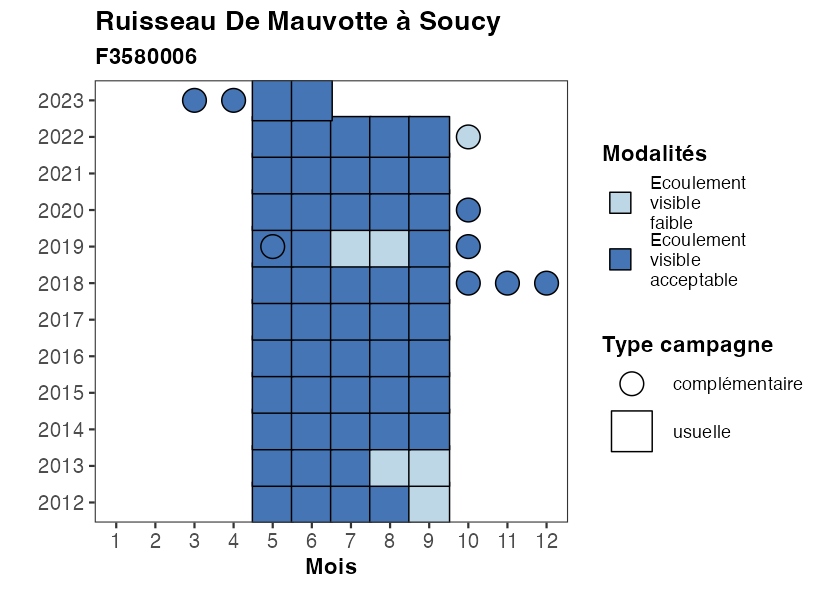 Ruisseau De Mauvotte à Soucy
F3580006
2023
2022
2021
2020
2019
2018
2017
2016
2015
2014
2013
2012
1 2 3 4 5 6 7 8 9 10 11 12
Mois
Modalités
Ecoulement
visible
faible
Ecoulement
visible
acceptable
Type campagne
complémentaire
usuelle